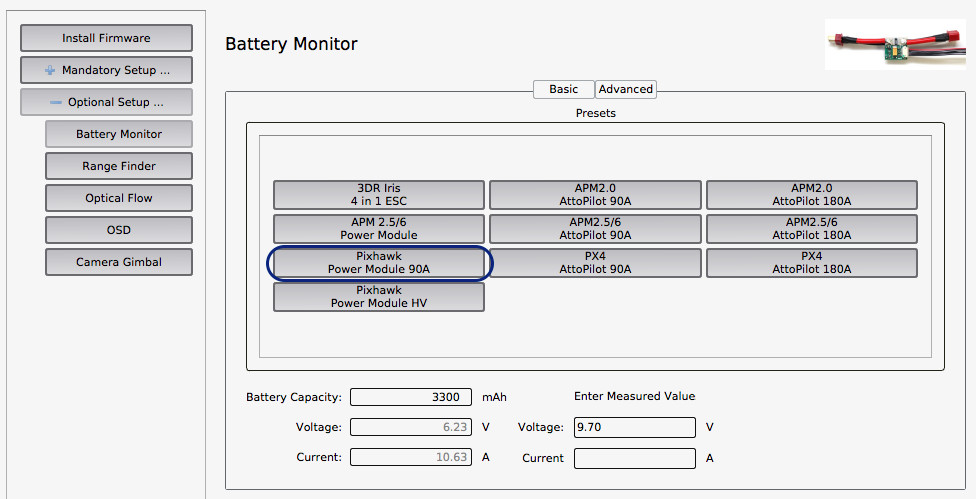 Install Firmware
Mandatory Setup ...
Optional Setup ...
Battery Monitor
Range Finder
Optical Flow
OSD
Camera Gimbal
Battery Monitor
Basic Advanced
Presets
3DR Iris
4 in 1 ESC
APM2.0
AttoPilot 90A
APM2.0
AttoPilot 180A
APM 2.5/6
Power Module
APM2.5/6
AttoPilot 90A
APM2.5/6
AttoPilot 180A
Pixhawk
Power Module 90A
PX4
AttoPilot 90A
PX4
AttoPilot 180A
Pixhawk
Power Module HV
Battery Capacity: 3300 mAh
Enter Measured Value
Voltage: 6.23 V
Voltage: 9.70 V
Current: 10.63 A
Current A